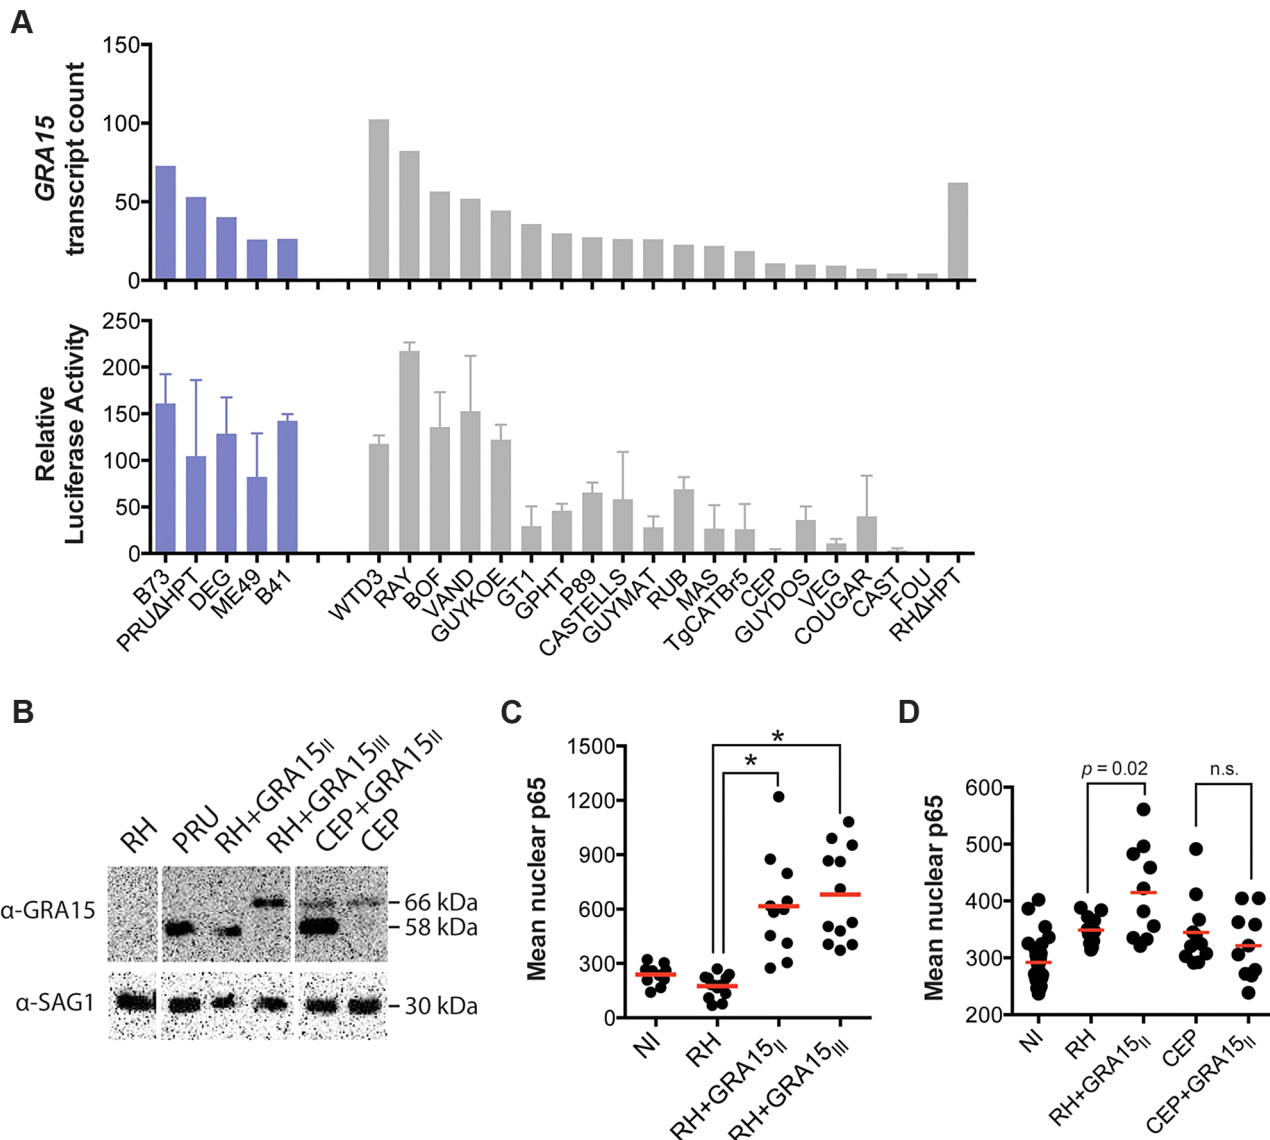 A
GRA15
transcript count
150
100
50
0
Relative
Luciferase Activity
250
200
150
100
50
0
B73
PRUΔHPT
DEG
ME49
B41
WTD3
RAY
BOF
VAND
GUYKOE
GT1
GPHT
P89
CASTELLS
GUYMAT
RUB
MAS
TgCATBr5
CEP
GUYDOS
VEG
COUGAR
CAST
FOU
RHΔHPT
B
RH
PRU
RH+GRA15II
RH+GRA15III
CEP+GRA15II
CEP
α-GRA15
66 kDa
58 kDa
α-SAG1
30 kDa
C
Mean nuclear p65
1500
1200
900
600
300
0
*
*
NI
RH
RH+GRA15II
RH+GRA15III
D
Mean nuclear p65
600
500
400
300
200
p = 0.02
n.s.
NI
RH
RH+GRA15II
CEP
CEP+GRA15II